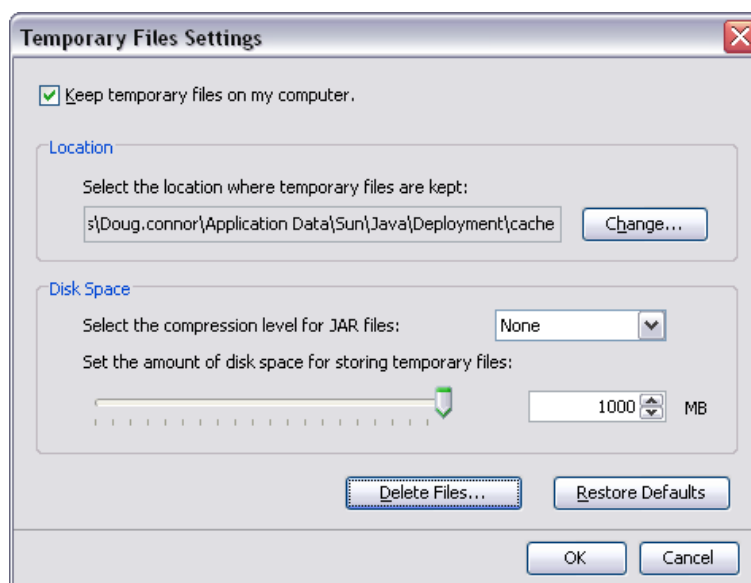 Temporary Files Settings
Keep temporary files on my computer.
Location
Select the location where temporary files are kept:
s\Doug.connor\Application Data\Sun\Java\Deployment\cache
Change...
Disk Space
Select the compression level for JAR files:
None
Set the amount of disk space for storing temporary files:
1000
MB
Delete Files...
Restore Defaults
OK
Cancel